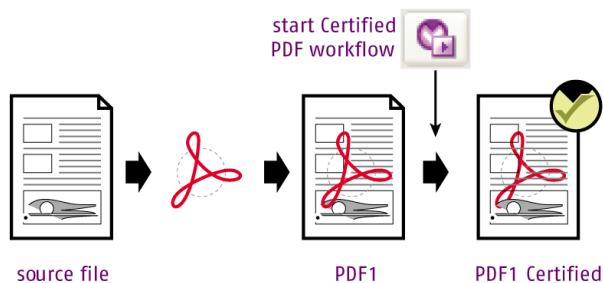 start Certified
PDF workflow
source file
PDF1
PDF1 Certified